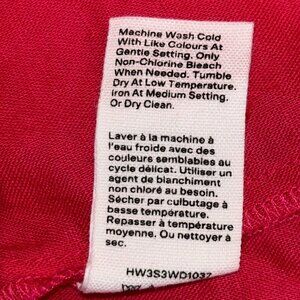 Machine Wash Cold
With Like Colours At
Gentle Setting. Only
Non-Chlorine Bleach
When Needed. Tumble
Dry At Low Temperature.
Iron At Medium Setting,
Or Dry Clean.
Laver à la machine à
l'eau froide avec des
couleurs semblables au
cycle délicat. Utiliser un
agent de blanchiment
non chloré au besoin.
Sécher par culbutage à
basse température.
Repasser à température
moyenne. Ou nettoyer à
sec.
HW3S3WD1037